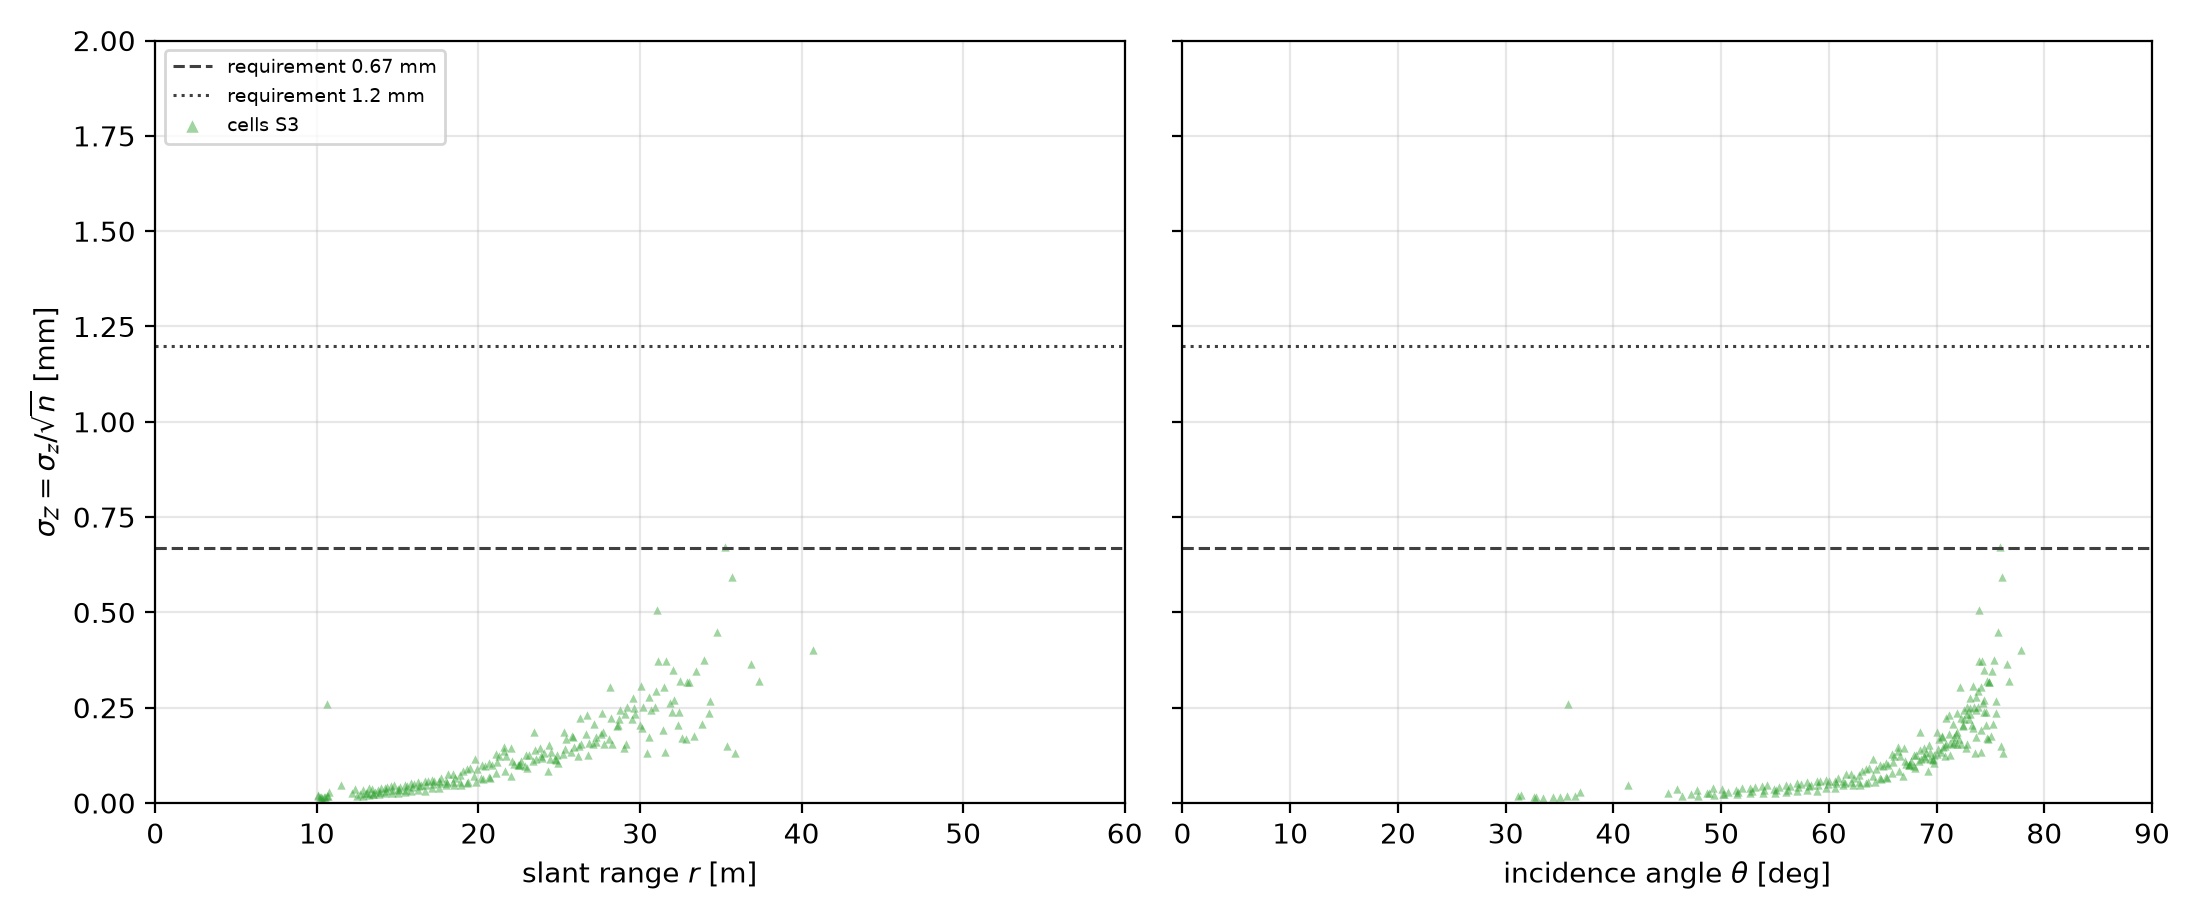 2.00
1.75
1.50
1.25
1.00
0.75
0.50
0.25
0.00
σ_Z = σ_z/√n [mm]
requirement 0.67 mm
requirement 1.2 mm
cells S3
0 10 20 30 40 50 60
slant range r [m]
0 10 20 30 40 50 60 70 80 90
incidence angle θ [deg]